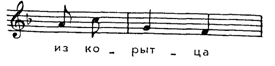 из ко - рыт - ца